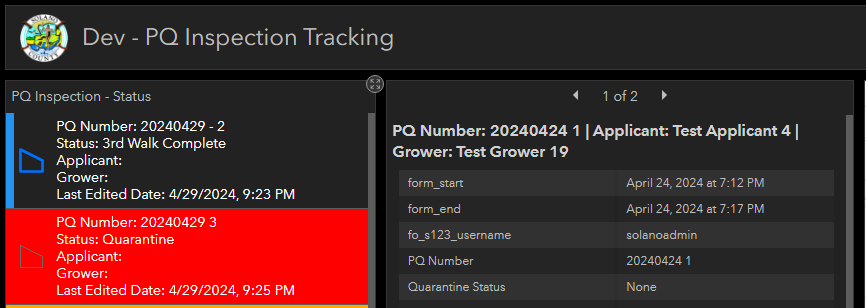 SOLANO
COUNTY
Dev - PQ Inspection Tracking
PQ Inspection - Status
PQ Number: 20240429 - 2
Status: 3rd Walk Complete
Applicant:
Grower:
Last Edited Date: 4/29/2024, 9:23 PM
PQ Number: 20240429 3
Status: Quarantine
Applicant:
Grower:
Last Edited Date: 4/29/2024, 9:25 PM
1 of 2
PQ Number: 20240424 1 | Applicant: Test Applicant 4 |
Grower: Test Grower 19
form_start April 24, 2024 at 7:12 PM
form_end April 24, 2024 at 7:17 PM
fo_s123_username solanoadmin
PQ Number 20240424 1
Quarantine Status None